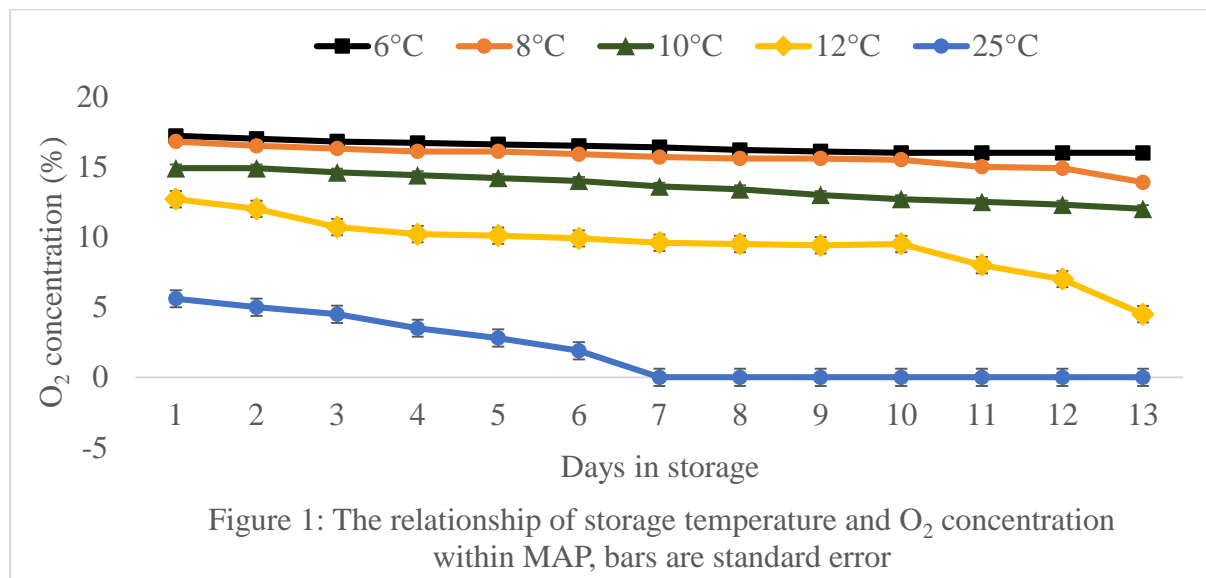 6°C 8°C 10°C 12°C 25°C
20
15
10
5
0
-5
O₂ concentration (%)
1 2 3 4 5 6 7 8 9 10 11 12 13
Days in storage
Figure 1: The relationship of storage temperature and O₂ concentration
within MAP, bars are standard error